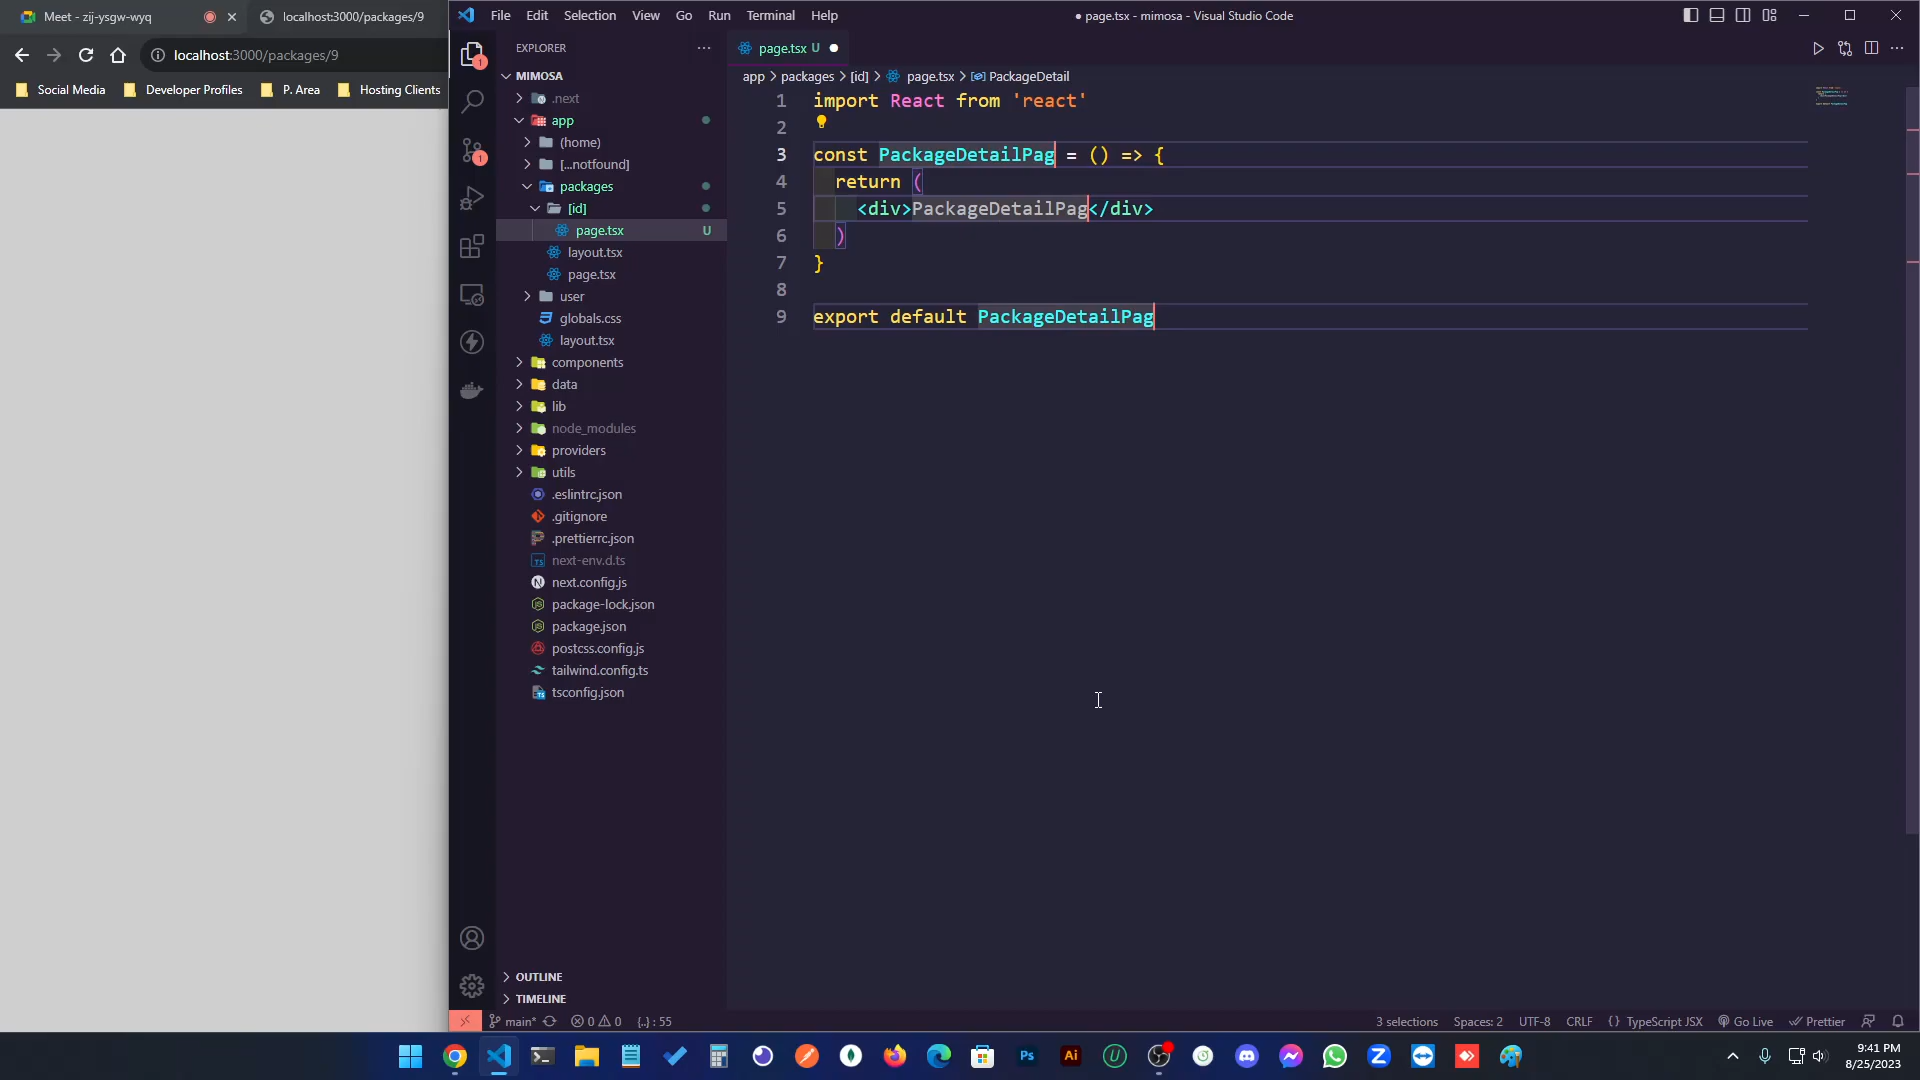 Meet - zij-ysgw-wyq
localhost:3000/packages/9
File Edit Selection View Go Run Terminal Help
page.tsx - mimosa - Visual Studio Code
localhost:3000/packages/9
Social Media Developer Profiles P. Area Hosting Clients
EXPLORER
MIMOSA
.next
app
(home)
[...notfound]
packages
[id]
page.tsx U
layout.tsx
page.tsx
user
globals.css
layout.tsx
components
data
lib
node_modules
providers
utils
.eslintrc.json
.gitignore
.prettierrc.json
next-env.d.ts
next.config.js
package-lock.json
package.json
postcss.config.js
tailwind.config.ts
tsconfig.json
OUTLINE
TIMELINE
page.tsx U
app > packages > [id] > page.tsx > PackageDetail
1 import React from 'react'
2
3 const PackageDetailPag = () => {
4 return (
5 <div>PackageDetailPag</div>
6 )
7 }
8
9 export default PackageDetailPag
main* 0 0 {..} : 55
3 selections Spaces: 2 UTF-8 CRLF {} TypeScript JSX Go Live Prettier
9:41 PM
8/25/2023